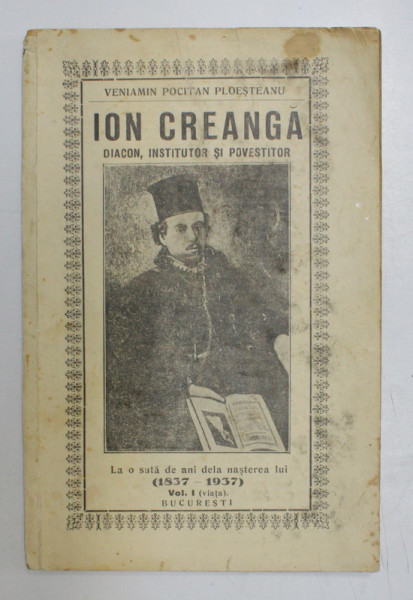 VENIAMIN POCITAN PLOEȘTEANU
ION CREANGĂ
DIACON, INSTITUTOR ȘI POVESTITOR
La o sută de ani dela nașterea lui
(1837 – 1937)
Vol. I (viața).
BUCUREȘTI